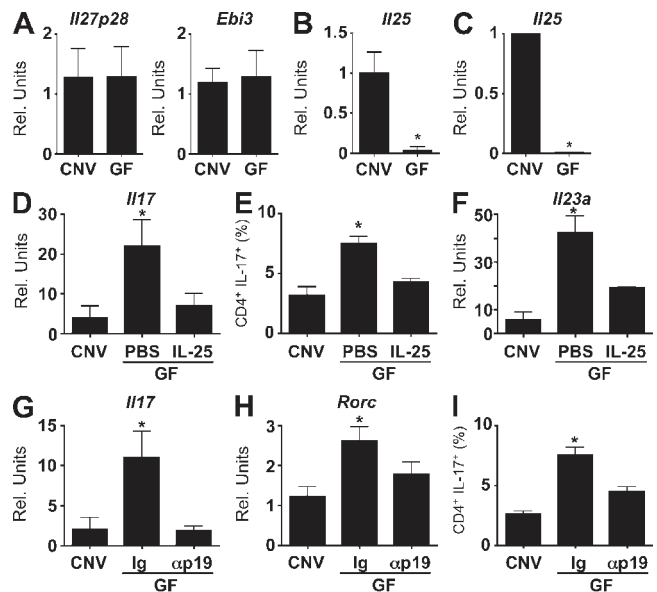 A
Il27p28
Rel. Units
2
1
0
CNV GF
Ebi3
Rel. Units
2
1
0
CNV GF
B
Il25
Rel. Units
1.5
1
0.5
0
*
CNV GF
C
Il25
Rel. Units
1
0.5
0
*
CNV GF
D
Il17
Rel. Units
30
20
10
0
*
CNV PBS IL-25
GF
E
CD4+ IL-17+ (%)
10
5
0
*
CNV PBS IL-25
GF
F
Il23a
Rel. Units
50
30
10
0
*
CNV PBS IL-25
GF
G
Il17
Rel. Units
15
10
5
0
*
CNV Ig αp19
GF
H
Rorc
Rel. Units
3
2
1
0
*
CNV Ig αp19
GF
I
CD4+ IL-17+ (%)
10
5
0
*
CNV Ig αp19
GF